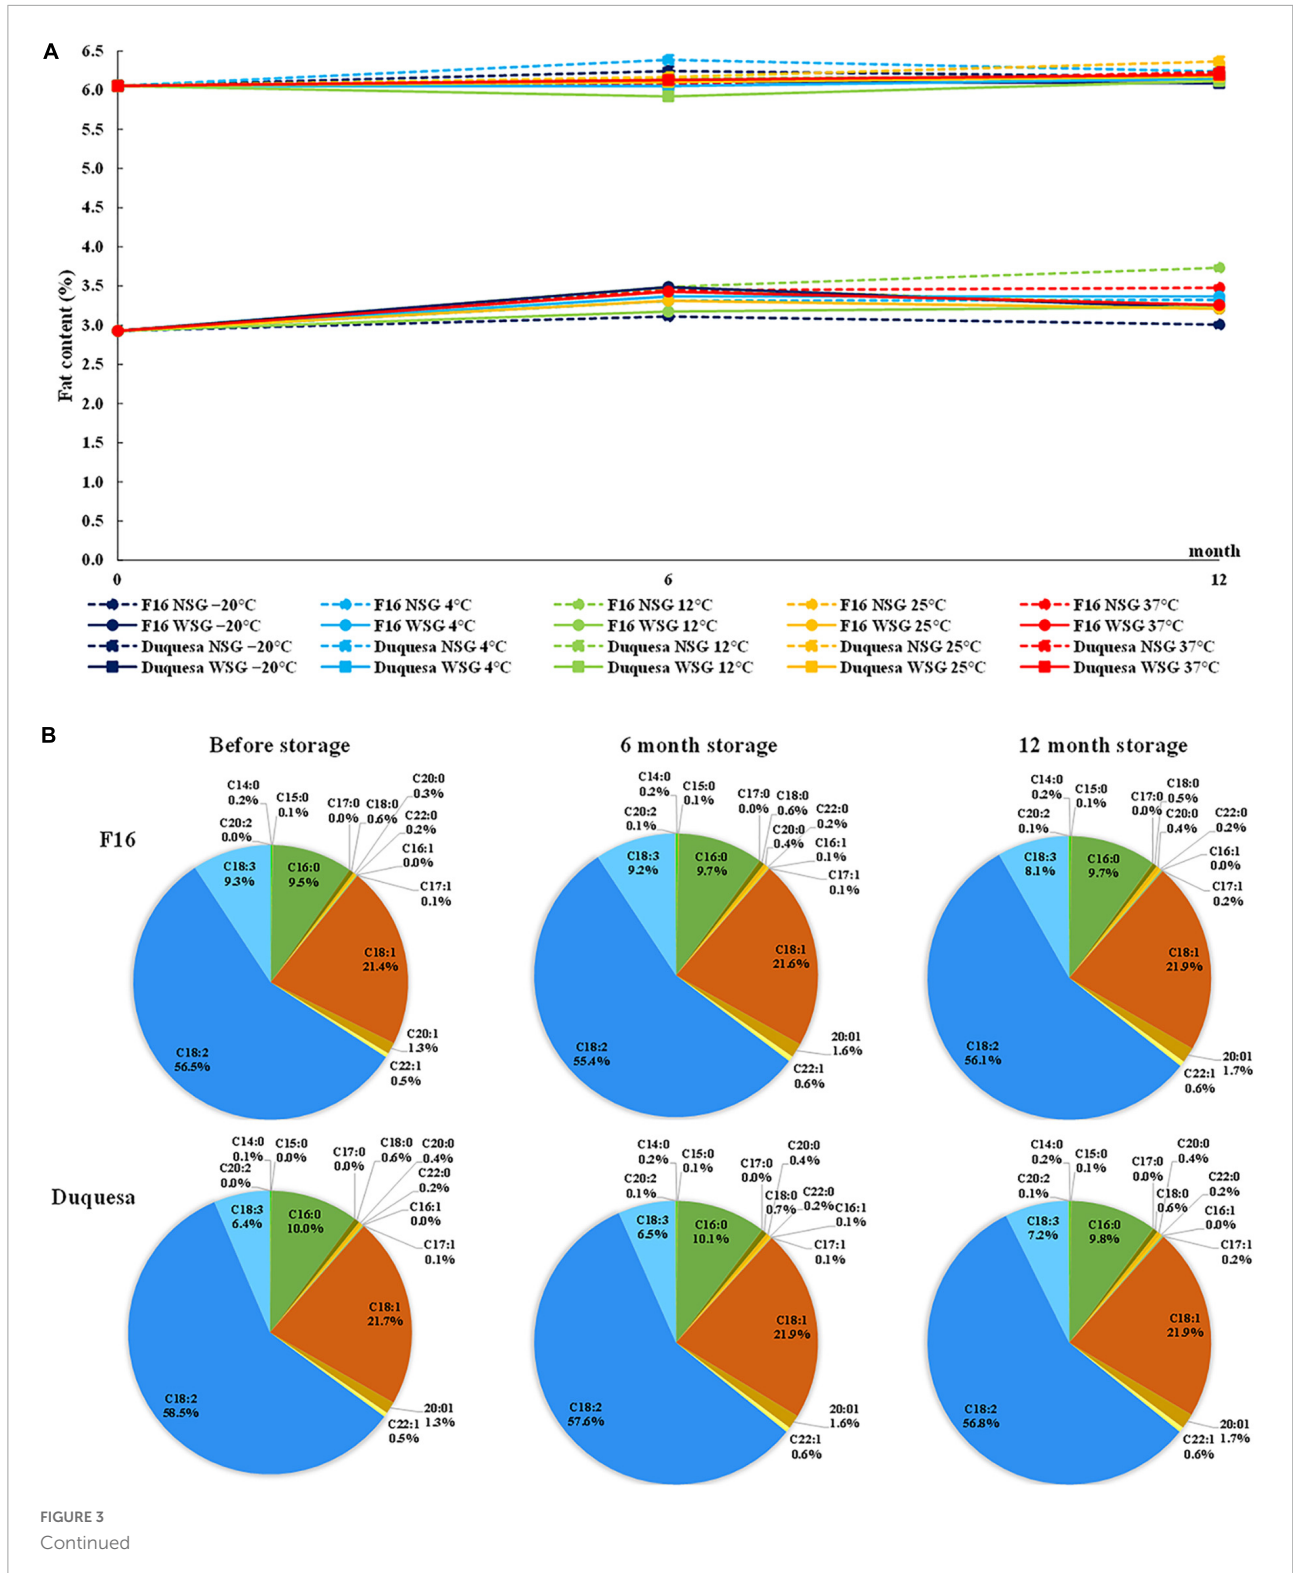 A
6.5
6.0
5.5
5.0
4.5
4.0
3.5
3.0
2.5
2.0
1.5
1.0
0.5
0.0
Fat content (%)
month
0 6 12
F16 NSG −20°C F16 NSG 4°C F16 NSG 12°C F16 NSG 25°C F16 NSG 37°C
F16 WSG −20°C F16 WSG 4°C F16 WSG 12°C F16 WSG 25°C F16 WSG 37°C
Duquesa NSG −20°C Duquesa NSG 4°C Duquesa NSG 12°C Duquesa NSG 25°C Duquesa NSG 37°C
Duquesa WSG −20°C Duquesa WSG 4°C Duquesa WSG 12°C Duquesa WSG 25°C Duquesa WSG 37°C
B
Before storage 6 month storage 12 month storage
F16
C14:0
0.2%
C15:0
0.1%
C17:0
0.0%
C18:0
0.6%
C20:0
0.3%
C22:0
0.2%
C16:1
0.0%
C17:1
0.1%
C20:2
0.0%
C18:3
9.3%
C16:0
9.5%
C18:1
21.4%
C20:1
1.3%
C22:1
0.5%
C18:2
56.5%
C14:0
0.2%
C15:0
0.1%
C17:0
0.0%
C18:0
0.6%
C20:0
0.4%
C22:0
0.2%
C16:1
0.1%
C17:1
0.1%
C20:2
0.1%
C18:3
9.2%
C16:0
9.7%
C18:1
21.6%
20:01
1.6%
C22:1
0.6%
C18:2
55.4%
C14:0
0.2%
C15:0
0.1%
C17:0
0.0%
C18:0
0.5%
C20:0
0.4%
C22:0
0.2%
C16:1
0.0%
C17:1
0.2%
C20:2
0.1%
C18:3
8.1%
C16:0
9.7%
C18:1
21.9%
20:01
1.7%
C22:1
0.6%
C18:2
56.1%
Duquesa
C14:0
0.1%
C15:0
0.0%
C17:0
0.0%
C18:0
0.6%
C20:0
0.4%
C22:0
0.2%
C16:1
0.0%
C17:1
0.1%
C20:2
0.0%
C18:3
6.4%
C16:0
10.0%
C18:1
21.7%
20:01
1.3%
C22:1
0.5%
C18:2
58.5%
C14:0
0.2%
C15:0
0.1%
C17:0
0.0%
C18:0
0.7%
C20:0
0.4%
C22:0
0.2%
C16:1
0.1%
C17:1
0.1%
C20:2
0.1%
C18:3
6.5%
C16:0
10.1%
C18:1
21.9%
20:01
1.6%
C22:1
0.6%
C18:2
57.6%
C14:0
0.2%
C15:0
0.1%
C17:0
0.0%
C18:0
0.6%
C20:0
0.4%
C22:0
0.2%
C16:1
0.0%
C17:1
0.2%
C20:2
0.1%
C18:3
7.2%
C16:0
9.8%
C18:1
21.9%
20:01
1.7%
C22:1
0.6%
C18:2
56.8%
FIGURE 3
Continued